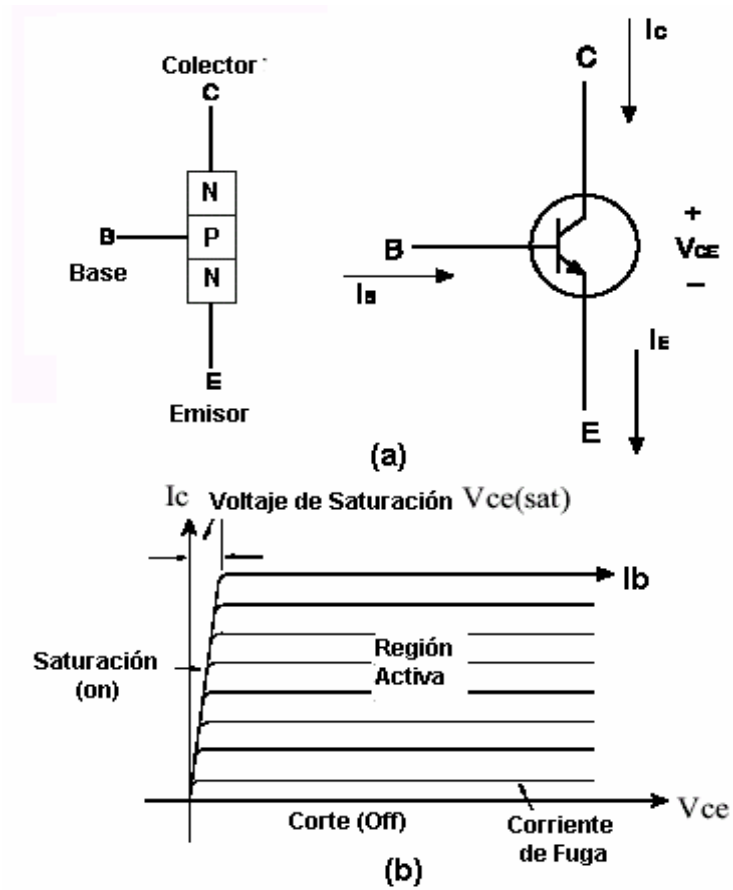 Colector
C
N
B
P
Base
N
E
Emisor
Ic
C
B
IB
+
VCE
−
IE
E
(a)
Ic
Voltaje de Saturación Vce(sat)
Ib
Saturación
(on)
Región
Activa
Vce
Corte (Off)
Corriente
de Fuga
(b)